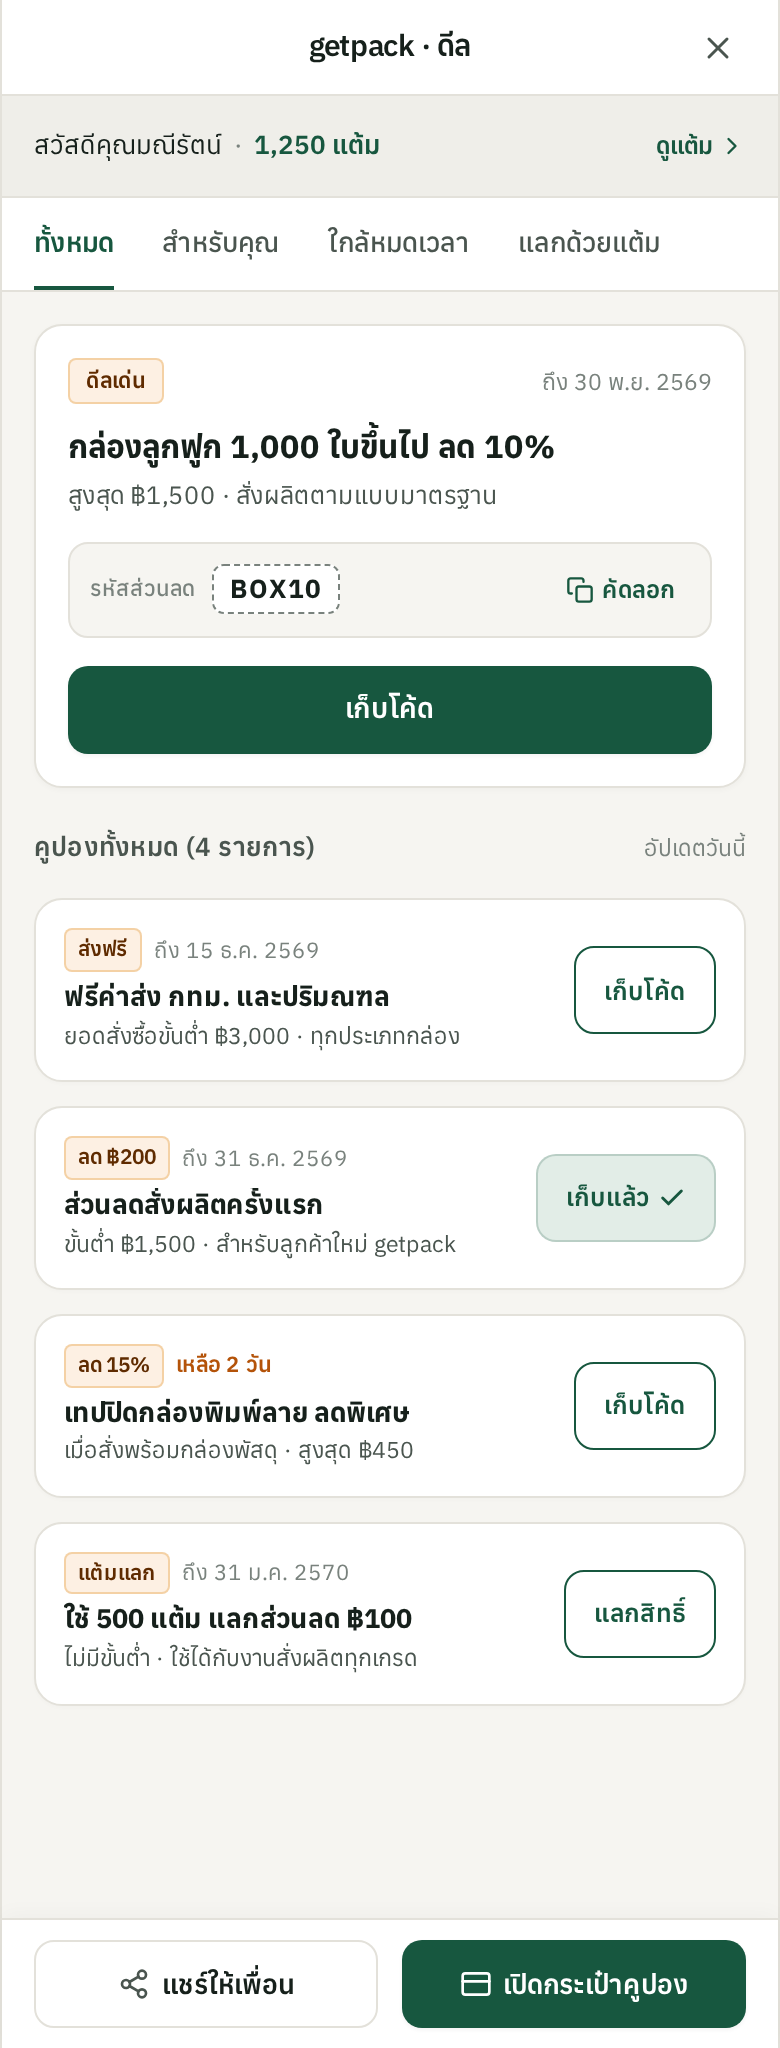 getpack · ดีล
สวัสดีคุณมณีรัตน์ · 1,250 แต้ม ดูแต้ม
ทั้งหมด สำหรับคุณ ใกล้หมดเวลา แลกด้วยแต้ม
ดีลเด่น ถึง 30 พ.ย. 2569
กล่องลูกฟูก 1,000 ใบขึ้นไป ลด 10%
สูงสุด ฿1,500 · สั่งผลิตตามแบบมาตรฐาน
รหัสส่วนลด BOX10 คัดลอก
เก็บโค้ด
คูปองทั้งหมด (4 รายการ) อัปเดตวันนี้
ส่งฟรี ถึง 15 ธ.ค. 2569
ฟรีค่าส่ง กทม. และปริมณฑล
ยอดสั่งซื้อขั้นต่ำ ฿3,000 · ทุกประเภทกล่อง
เก็บโค้ด
ลด ฿200 ถึง 31 ธ.ค. 2569
ส่วนลดสั่งผลิตครั้งแรก
ขั้นต่ำ ฿1,500 · สำหรับลูกค้าใหม่ getpack
เก็บแล้ว
ลด 15% เหลือ 2 วัน
เทปปิดกล่องพิมพ์ลาย ลดพิเศษ
เมื่อสั่งพร้อมกล่องพัสดุ · สูงสุด ฿450
เก็บโค้ด
แต้มแลก ถึง 31 ม.ค. 2570
ใช้ 500 แต้ม แลกส่วนลด ฿100
ไม่มีขั้นต่ำ · ใช้ได้กับงานสั่งผลิตทุกเกรด
แลกสิทธิ์
แชร์ให้เพื่อน เปิดกระเป๋าคูปอง